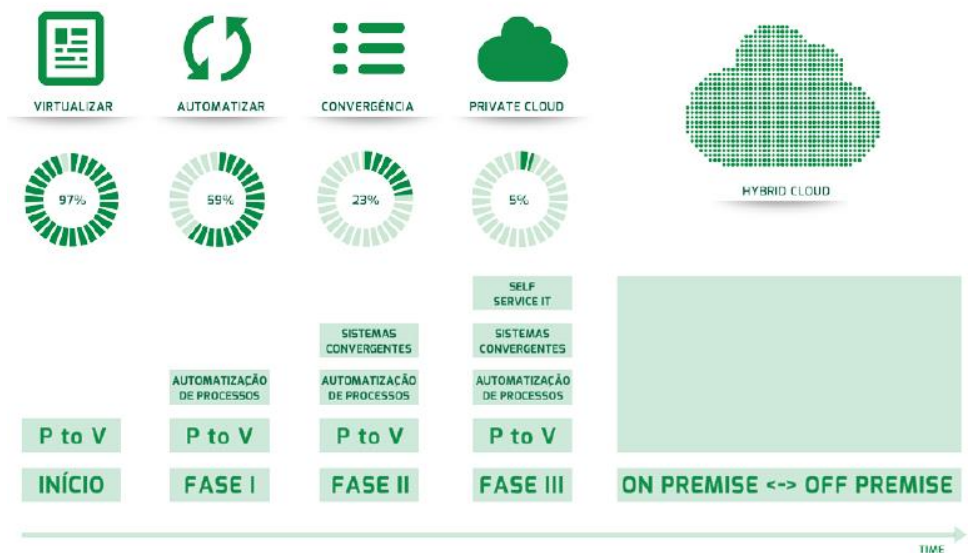 VIRTUALIZAR
AUTOMATIZAR
CONVERGÊNCIA
PRIVATE CLOUD
HYBRID CLOUD
97%
59%
23%
5%
SELF
SERVICE IT
SISTEMAS
CONVERGENTES
SISTEMAS
CONVERGENTES
AUTOMATIZAÇÃO
DE PROCESSOS
AUTOMATIZAÇÃO
DE PROCESSOS
AUTOMATIZAÇÃO
DE PROCESSOS
P to V
P to V
P to V
P to V
INÍCIO
FASE I
FASE II
FASE III
ON PREMISE <-> OFF PREMISE
TIME